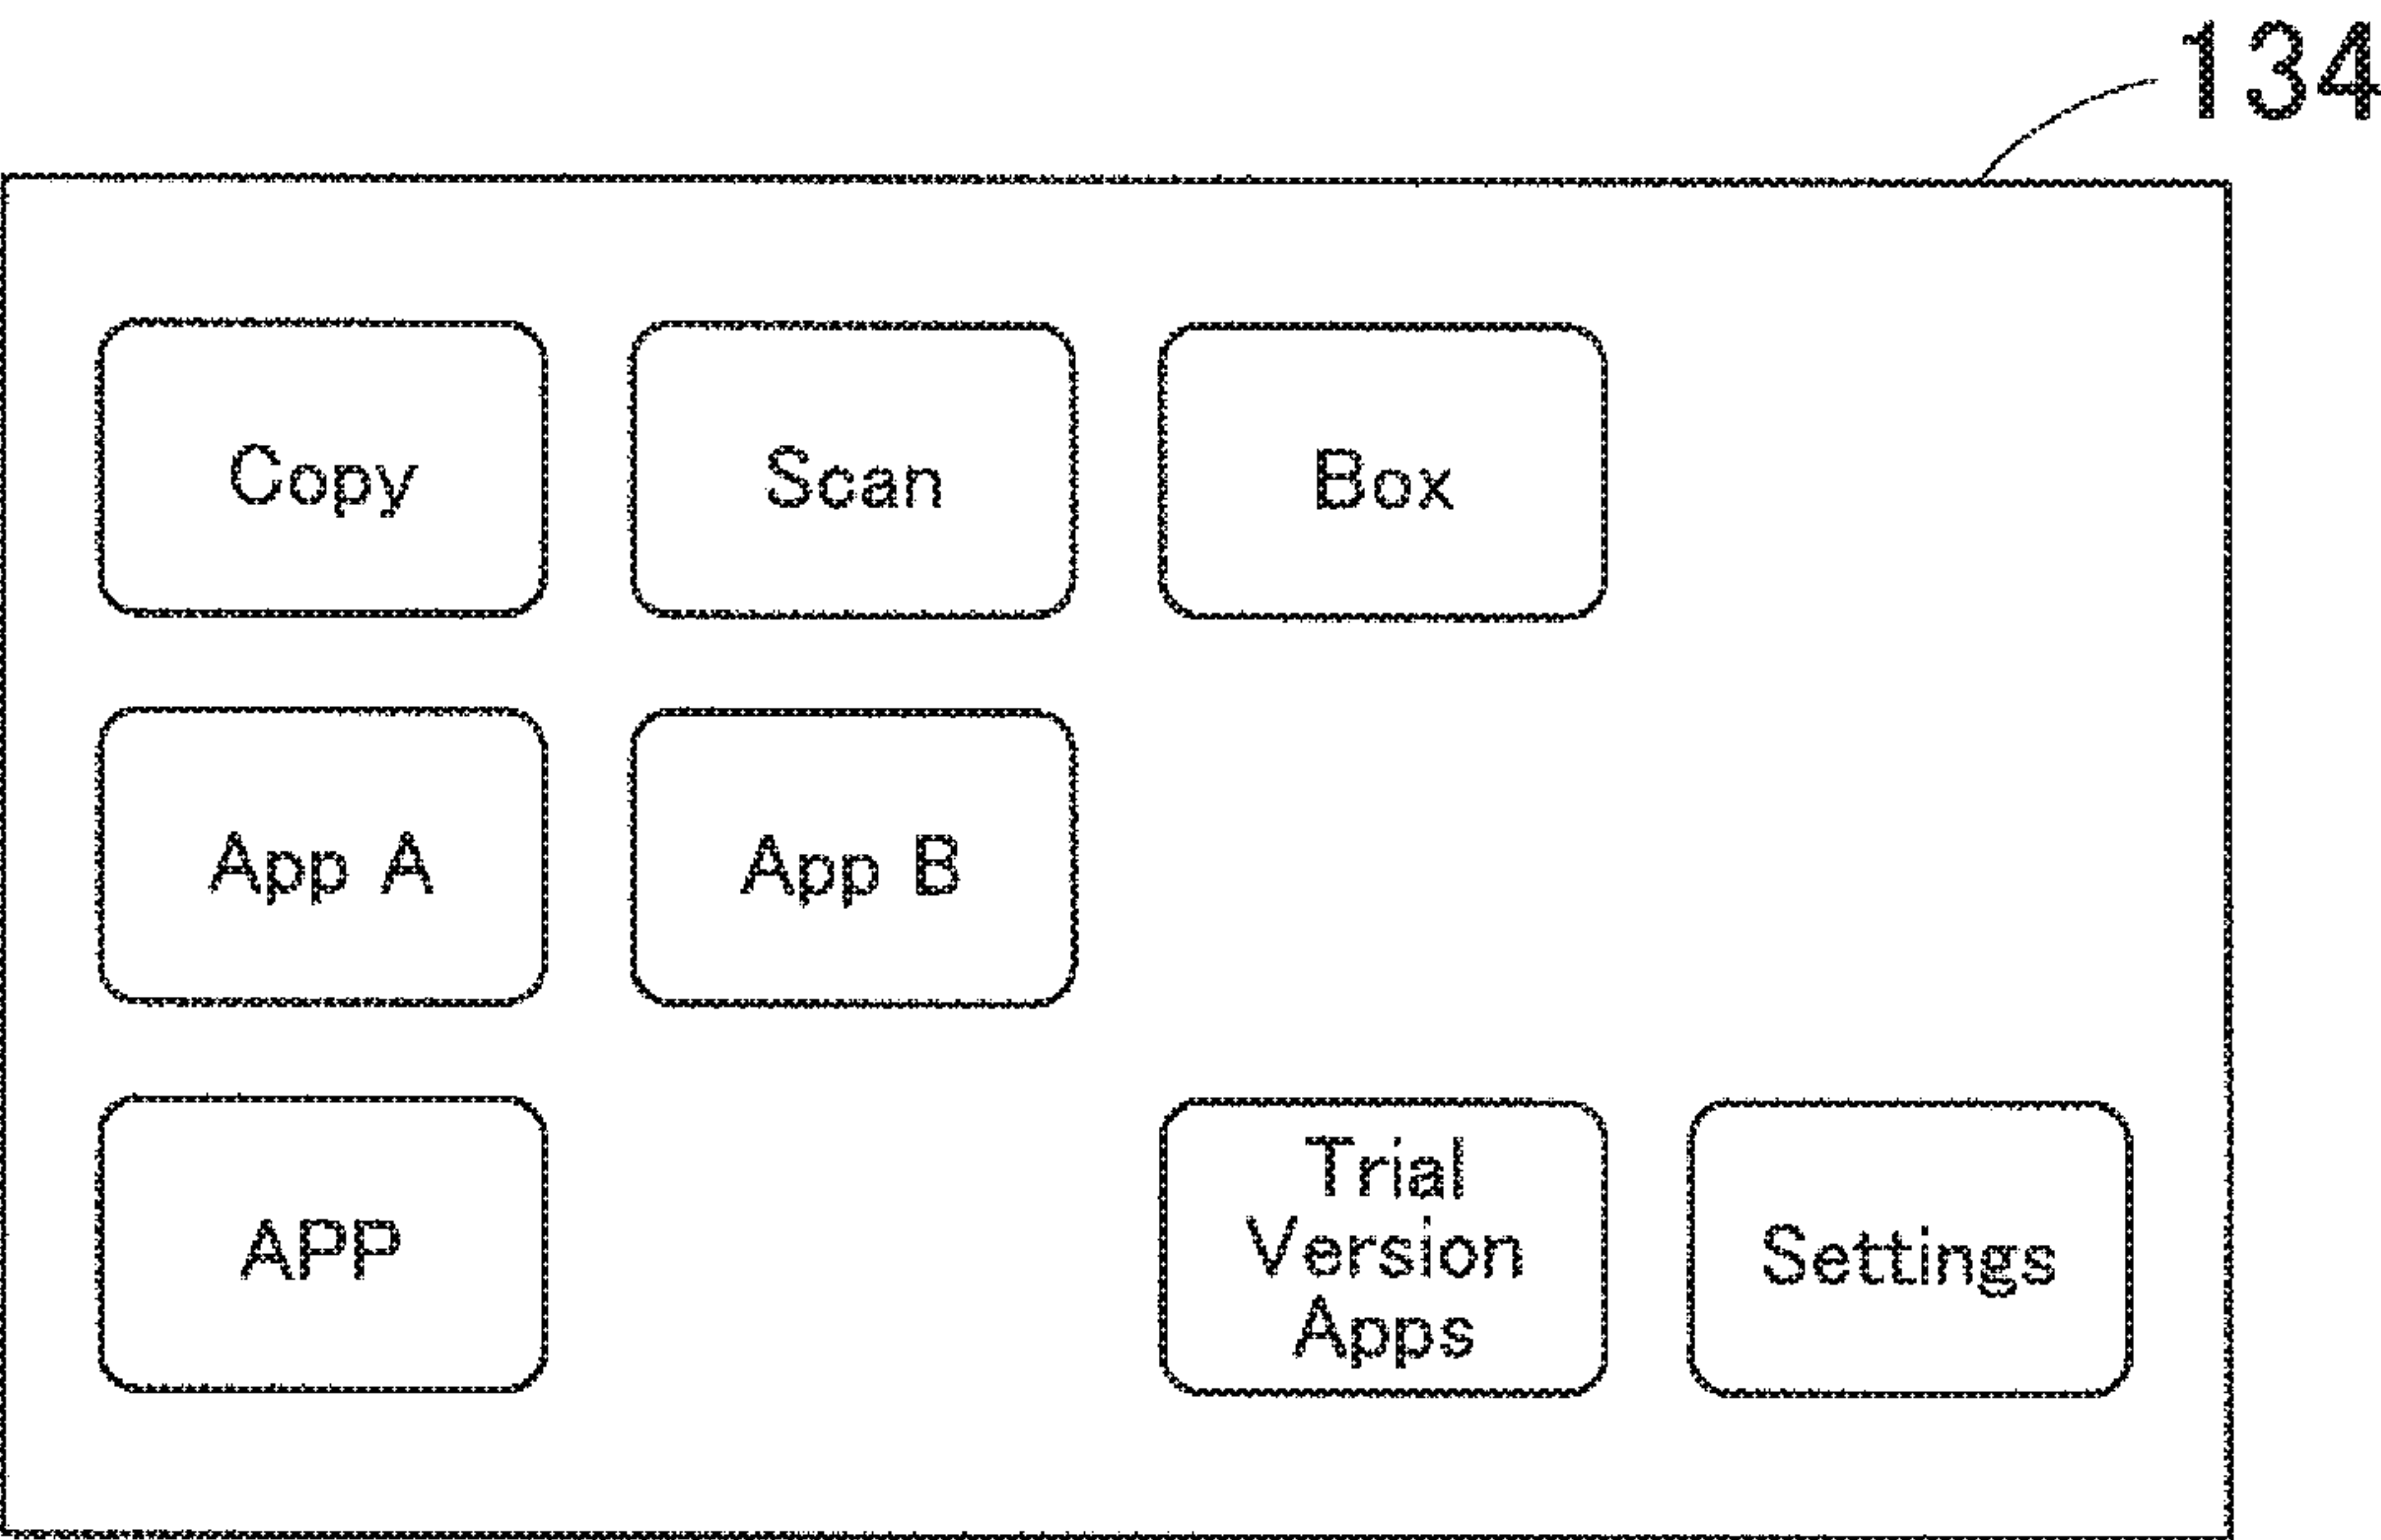 134
Copy
Scan
Box
App A
App B
APP
Trial
Version
Apps
Settings